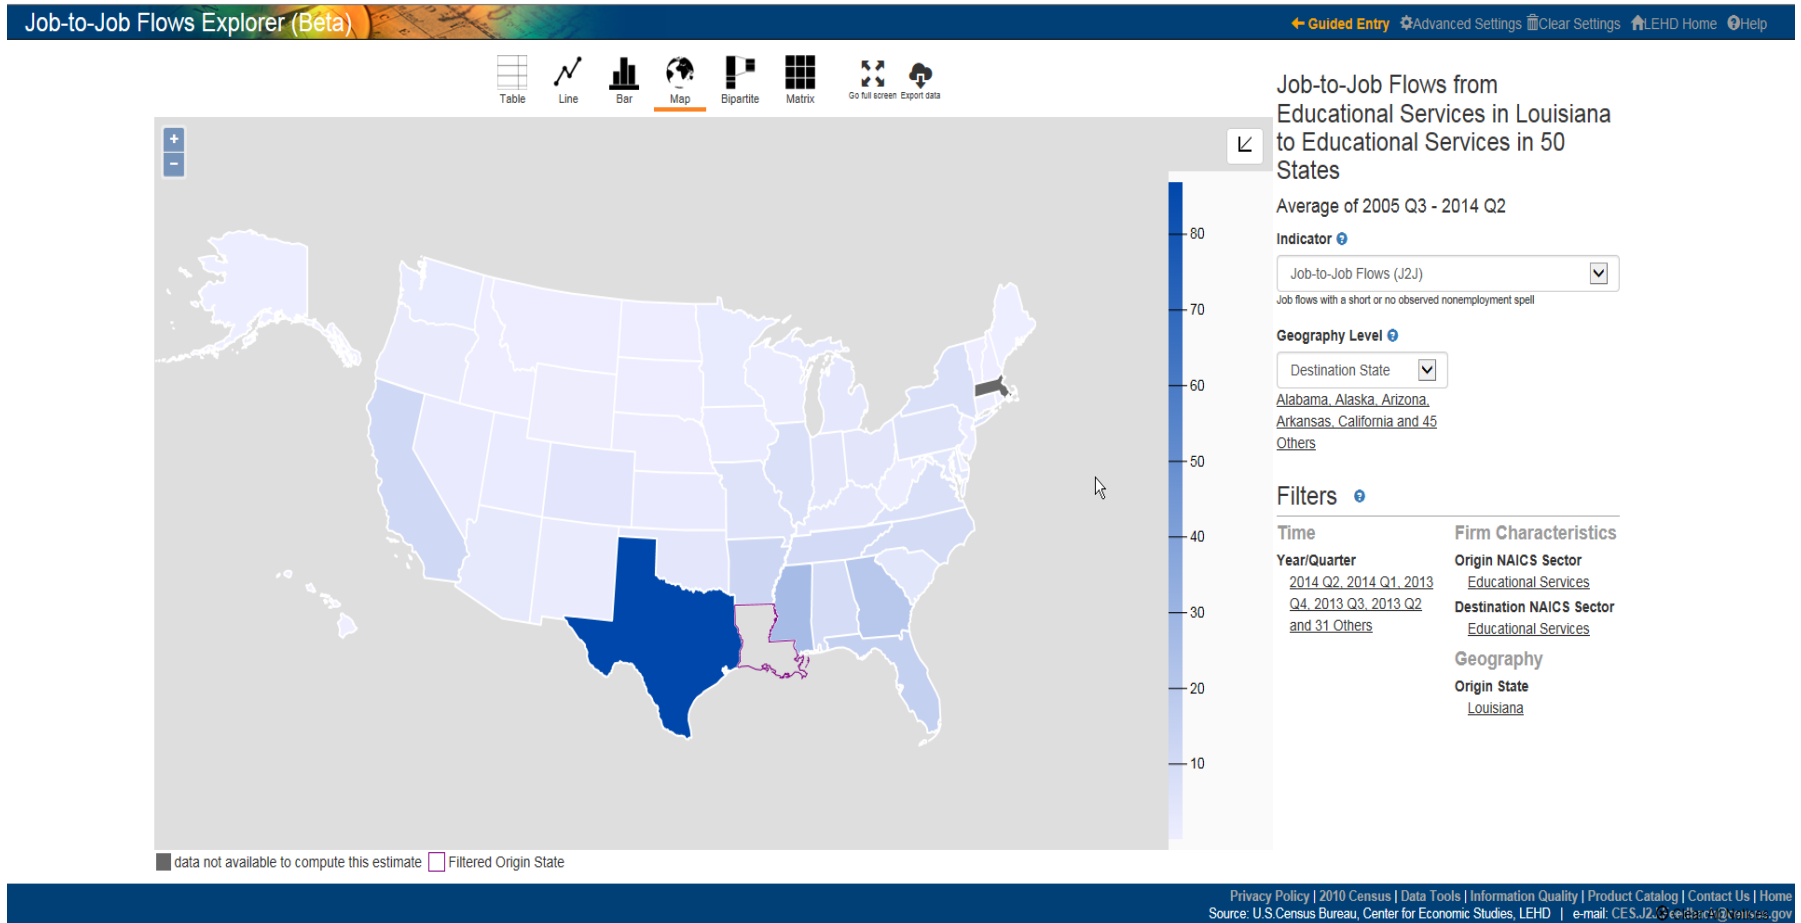 Job-to-Job Flows Explorer (Beta)
Guided Entry Advanced Settings Clear Settings LEHD Home Help
Table Line Bar Map Bipartite Matrix Go full screen Export data
+
−
80
70
60
50
40
30
20
10
data not available to compute this estimate Filtered Origin State
Job-to-Job Flows from
Educational Services in Louisiana
to Educational Services in 50
States
Average of 2005 Q3 - 2014 Q2
Indicator
Job-to-Job Flows (J2J)
Job flows with a short or no observed nonemployment spell
Geography Level
Destination State
Alabama, Alaska, Arizona,
Arkansas, California and 45
Others
Filters
Time
Year/Quarter
2014 Q2, 2014 Q1, 2013
Q4, 2013 Q3, 2013 Q2
and 31 Others
Firm Characteristics
Origin NAICS Sector
Educational Services
Destination NAICS Sector
Educational Services
Geography
Origin State
Louisiana
Privacy Policy | 2010 Census | Data Tools | Information Quality | Product Catalog | Contact Us | Home
Source: U.S.Census Bureau, Center for Economic Studies, LEHD | e-mail: